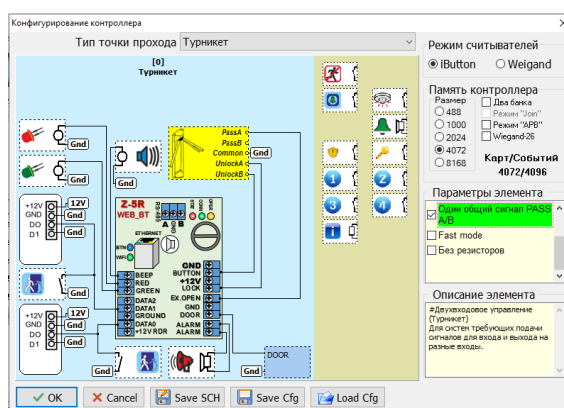 Конфигурирование контроллера
Тип точки прохода Турникет
[0]
Турникет
PassA
PassB
Common
UnlockA
UnlockB
Gnd
Gnd
Gnd
Gnd
+12V
GND
DO
D1
12V
Gnd
Z-5R
WEB_BT
RS-485
A
GND
B
ETHERNET
BTN
WiFi
BEEP
RED
GREEN
DATA2
DATA1
GROUND
DATA0
+12V RDR
GND
BUTTON
+12V
LOCK
EX.OPEN
GND
DOOR
ALARM
ALARM
Gnd
+12V
GND
DO
D1
12V
Gnd
Gnd
Gnd
DOOR
1
2
3
4
i
Режим считывателей
iButton
Weigand
Память контроллера
Размер
488
1000
2024
4072
8168
Два банка
Режим "Join"
Режим "APB"
Wiegand-26
Карт/Событий
4072/4096
Параметры элемента
Один общий сигнал PASS
A/B
Fast mode
Без резисторов
Описание элемента
#Двухвходовое управление
(Турникет)
Для систем требующих подачи
сигналов для входа и выхода на
разные входы.
OK
Cancel
Save SCH
Save Cfg
Load Cfg